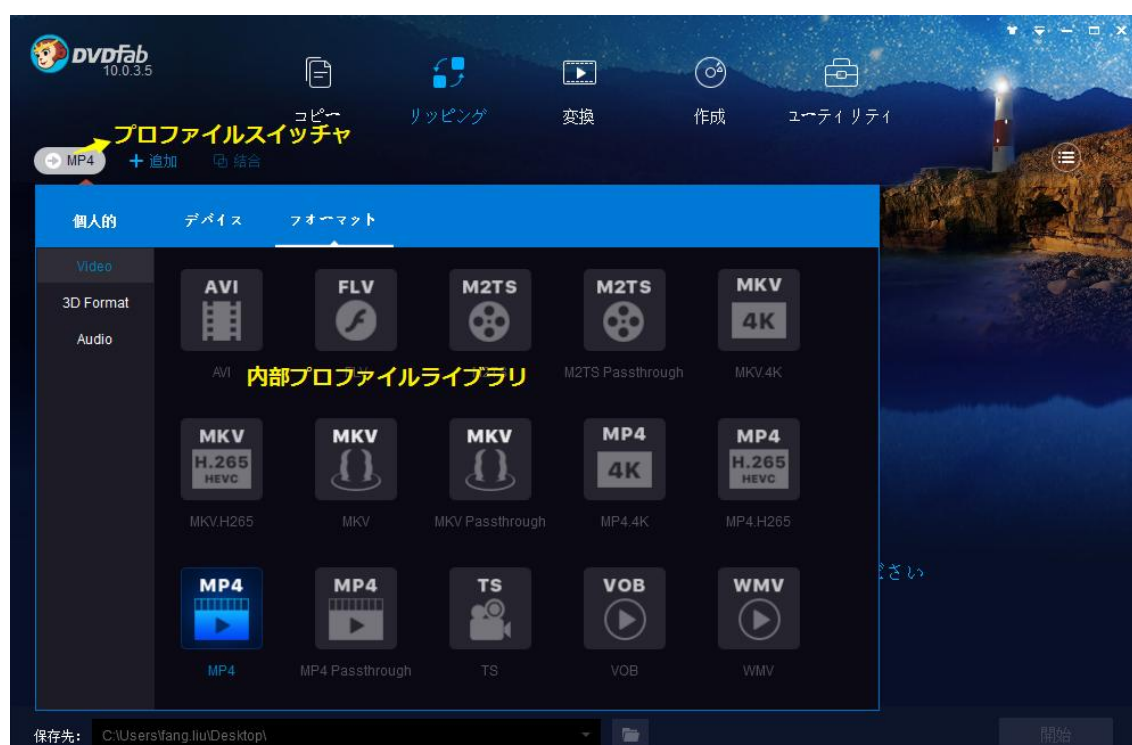 DVDFab
10.0.3.5
コピー
リッピング
変換
作成
ユーティリティ
プロファイルスイッチャ
MP4
追加
結合
個人的
デバイス
フォーマット
Video
3D Format
Audio
AVI
FLV
M2TS
M2TS
MKV
4K
AVI
内部プロファイルライブラリ
M2TS Passthrough
MKV.4K
MKV
H.265
HEVC
MKV
MKV
MP4
4K
MP4
H.265
HEVC
MKV.H265
MKV
MKV Passthrough
MP4.4K
MP4.H265
ださい
MP4
MP4
TS
VOB
WMV
MP4
MP4 Passthrough
TS
VOB
WMV
保存先:
C:\Users\fang.liu\Desktop\
開始